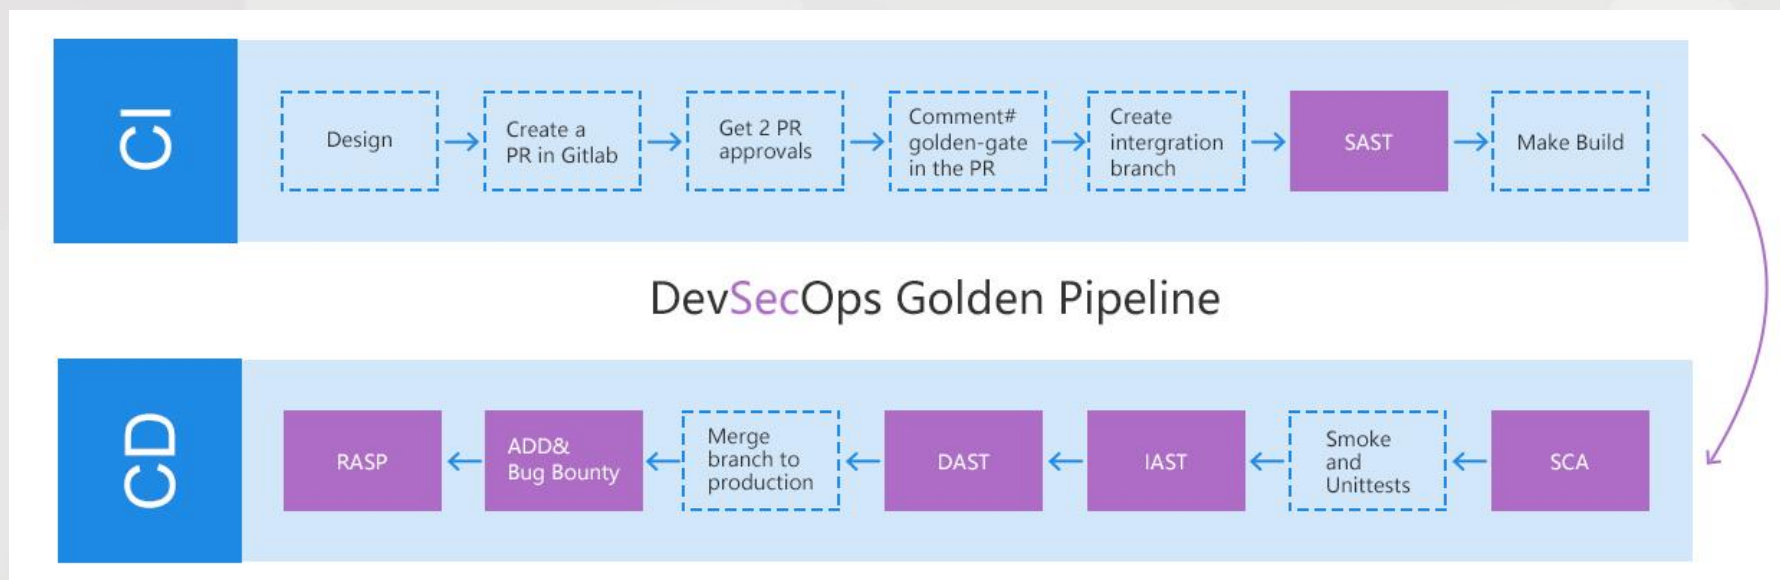 CI
Design
Create a
PR in Gitlab
Get 2 PR
approvals
Comment#
golden-gate
in the PR
Create
intergration
branch
SAST
Make Build
DevSecOps Golden Pipeline
CD
RASP
ADD&
Bug Bounty
Merge
branch to
production
DAST
IAST
Smoke
and
Unittests
SCA